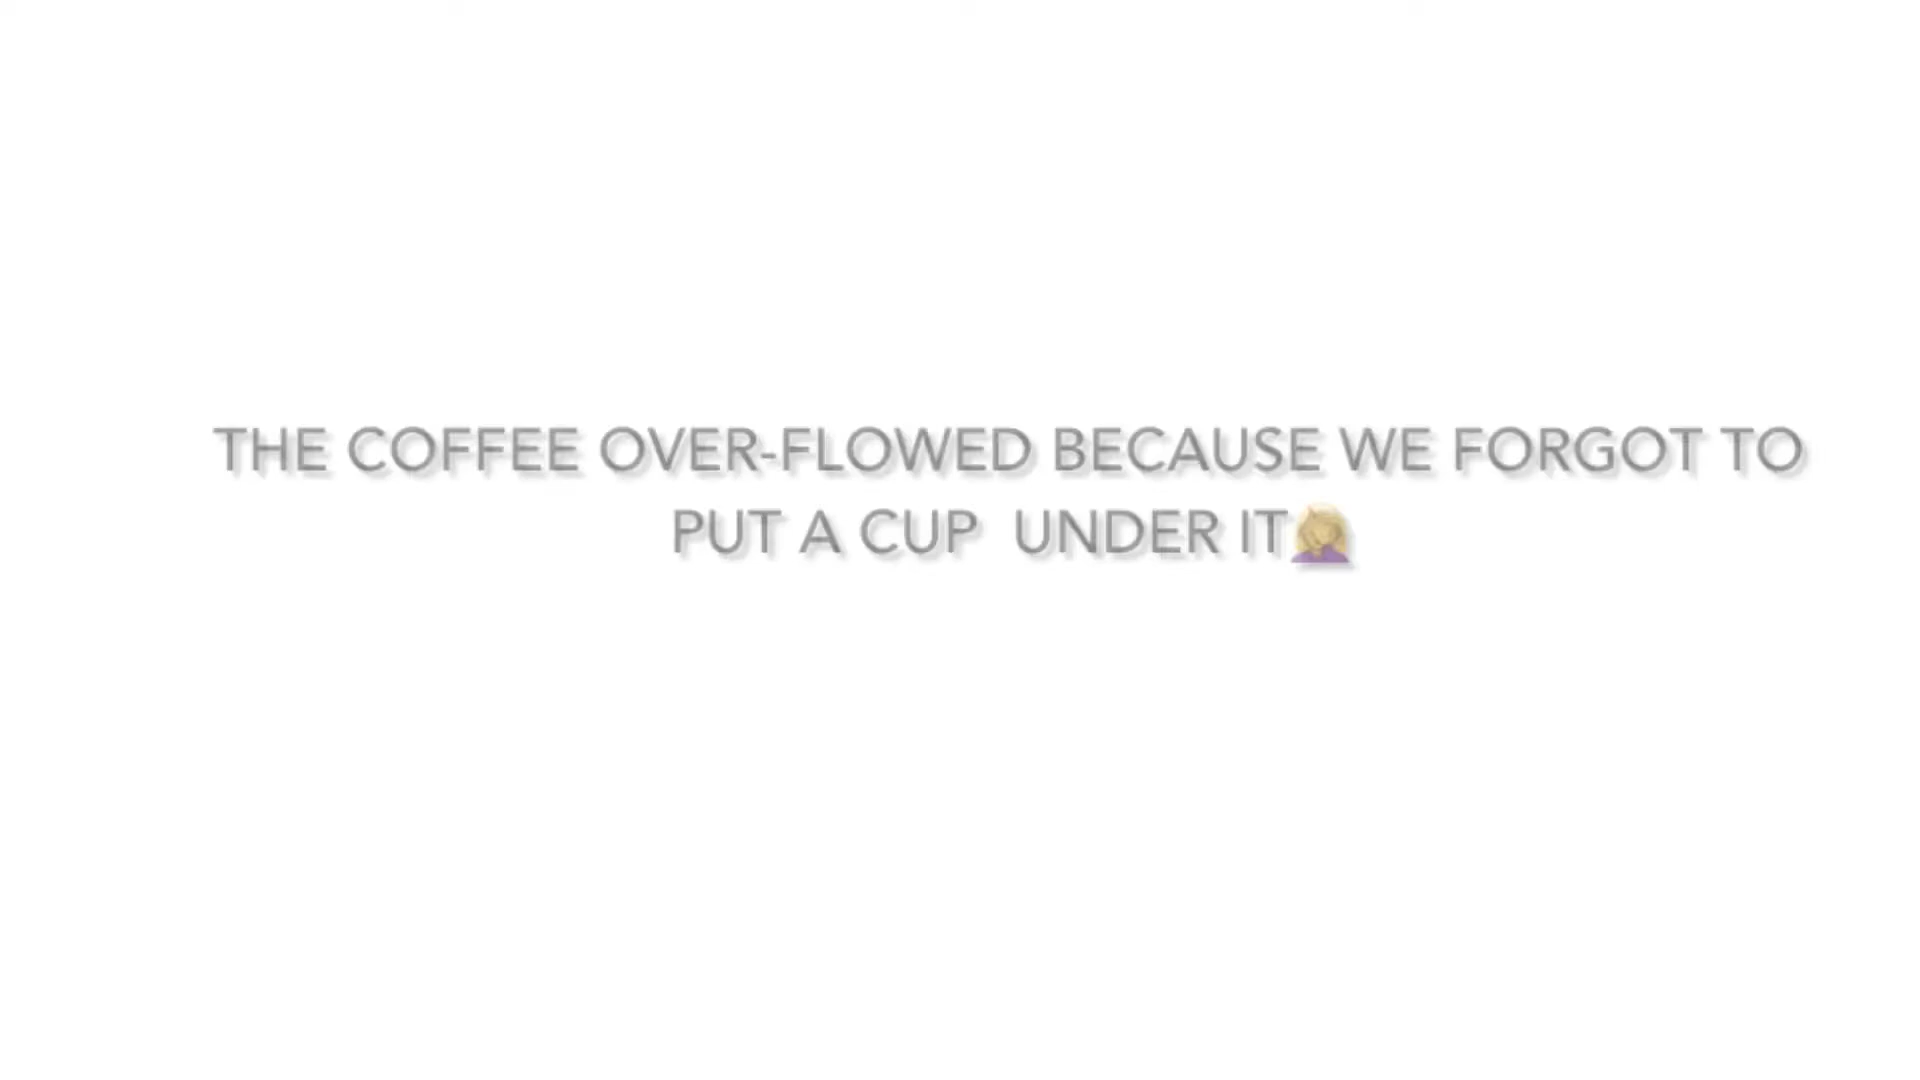 THE COFFEE OVER-FLOWED BECAUSE WE FORGOT TO
PUT A CUP  UNDER IT🤦🏼‍♀️